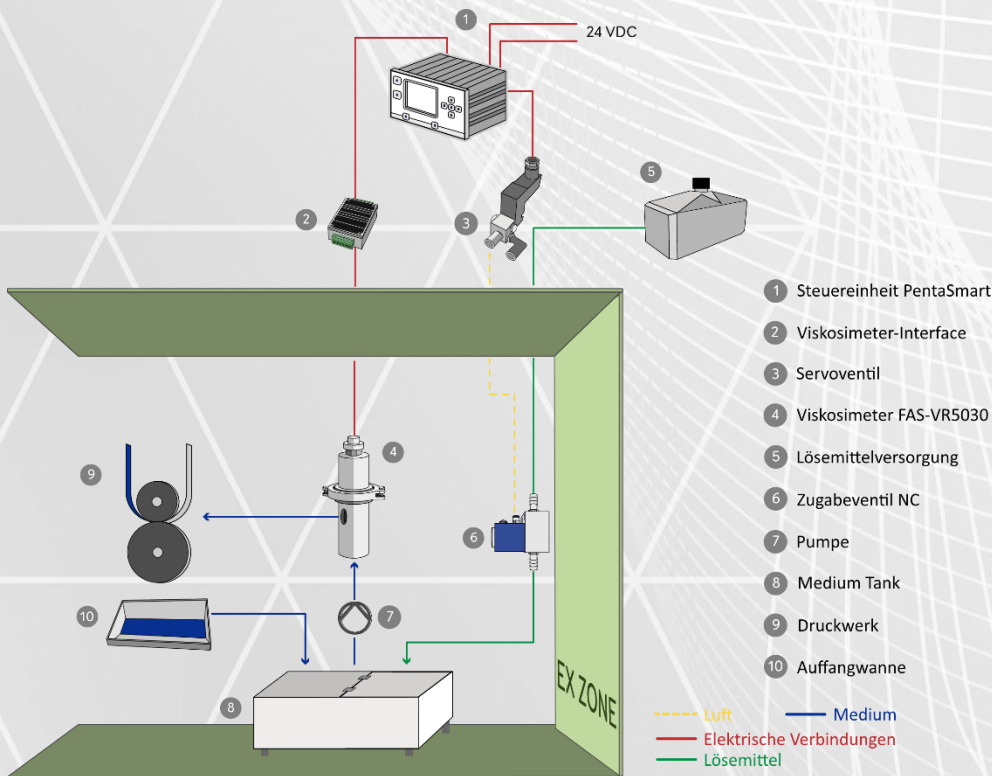 1
24 VDC
2
3
5
4
9
6
10
7
8
EX ZONE
1 Steuereinheit PentaSmart
2 Viskosimeter-Interface
3 Servoventil
4 Viskosimeter FAS-VR5030
5 Lösemittelversorgung
6 Zugabeventil NC
7 Pumpe
8 Medium Tank
9 Druckwerk
10 Auffangwanne
Luft
Medium
Elektrische Verbindungen
Lösemittel